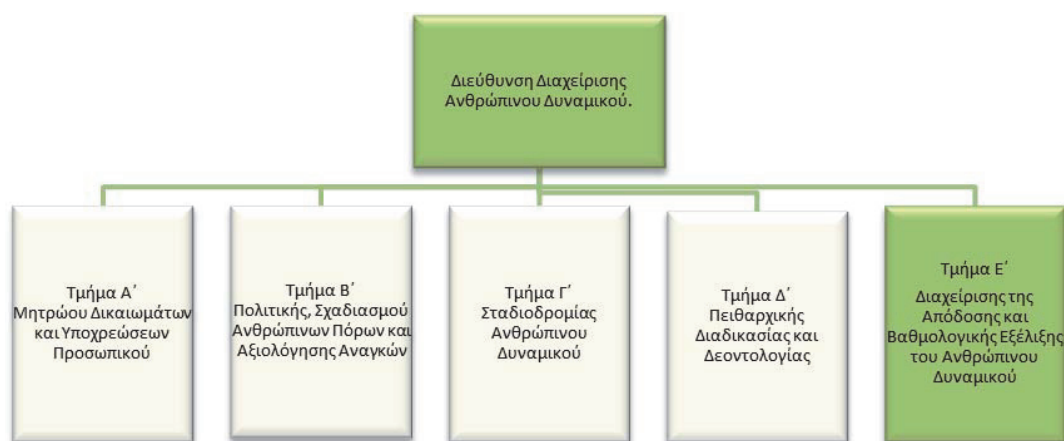 Διεύθυνση Διαχείρισης
Ανθρώπινου Δυναμικού.
Τμήμα Α΄
Μητρώου Δικαιωμάτων
και Υποχρεώσεων
Προσωπικού
Τμήμα Β΄
Πολιτικής, Σχαδιασμού
Ανθρώπινων Πόρων και
Αξιολόγησης Αναγκών
Τμήμα Γ΄
Σταδιοδρομίας
Ανθρώπινου
Δυναμικού
Τμήμα Δ΄
Πειθαρχικής
Διαδικασίας και
Δεοντολογίας
Τμήμα Ε΄
Διαχείρισης της
Απόδοσης και
Βαθμολογικής Εξέλιξης
του Ανθρώπινου
Δυναμικού